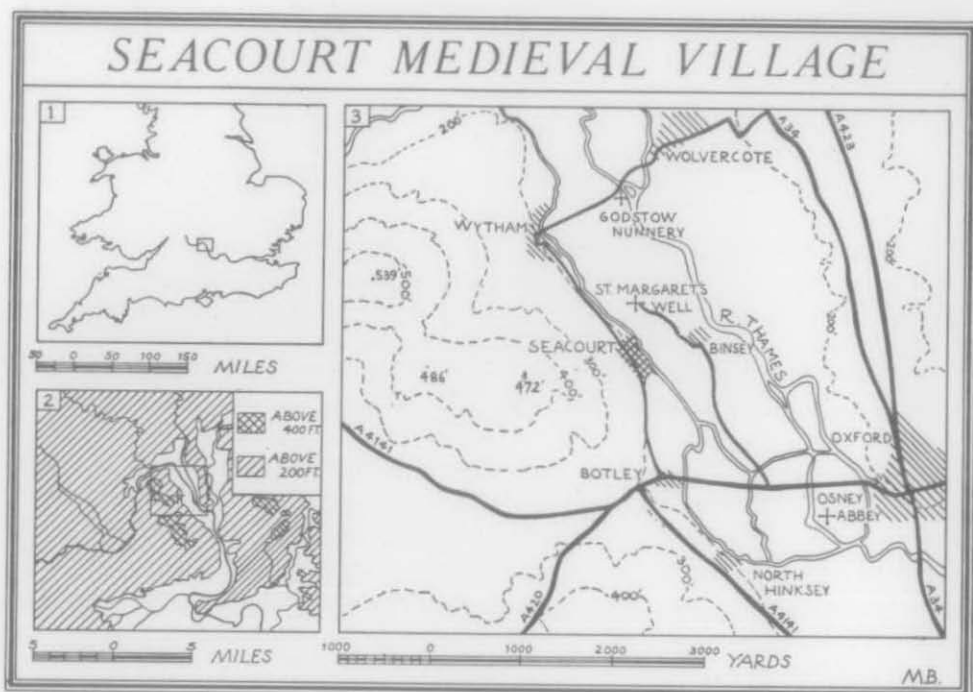 SEACOURT MEDIEVAL VILLAGE
1
50 0 50 100 150
MILES
2
ABOVE
400 FT.
ABOVE
200 FT.
5 0 5
MILES
3
200'
WOLVERCOTE
A34
A423
WYTHAM
GODSTOW
NUNNERY
200'
.539'
500'
ST. MARGARETS
WELL
R. THAMES
200'
SEACOURT
BINSEY
300'
400'
486'
472'
A4141
OXFORD
BOTLEY
OSNEY
ABBEY
NORTH
HINKSEY
300'
400'
A420
A4141
A34
1000 0 1000 2000 3000
YARDS
M.B.